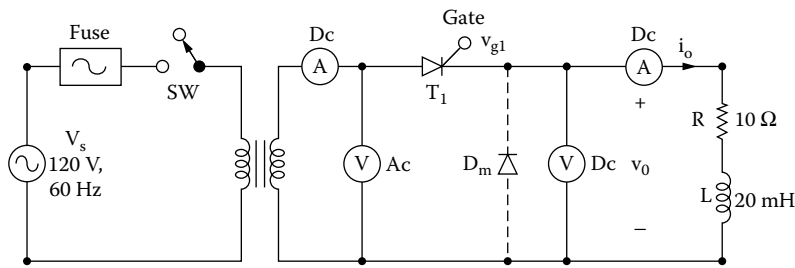 Fuse
SW
V_s
120 V,
60 Hz
Dc
A
V
Ac
Gate
v_g1
T_1
D_m
V
Dc
Dc
A
i_o
+
v_0
–
R
10 Ω
L
20 mH